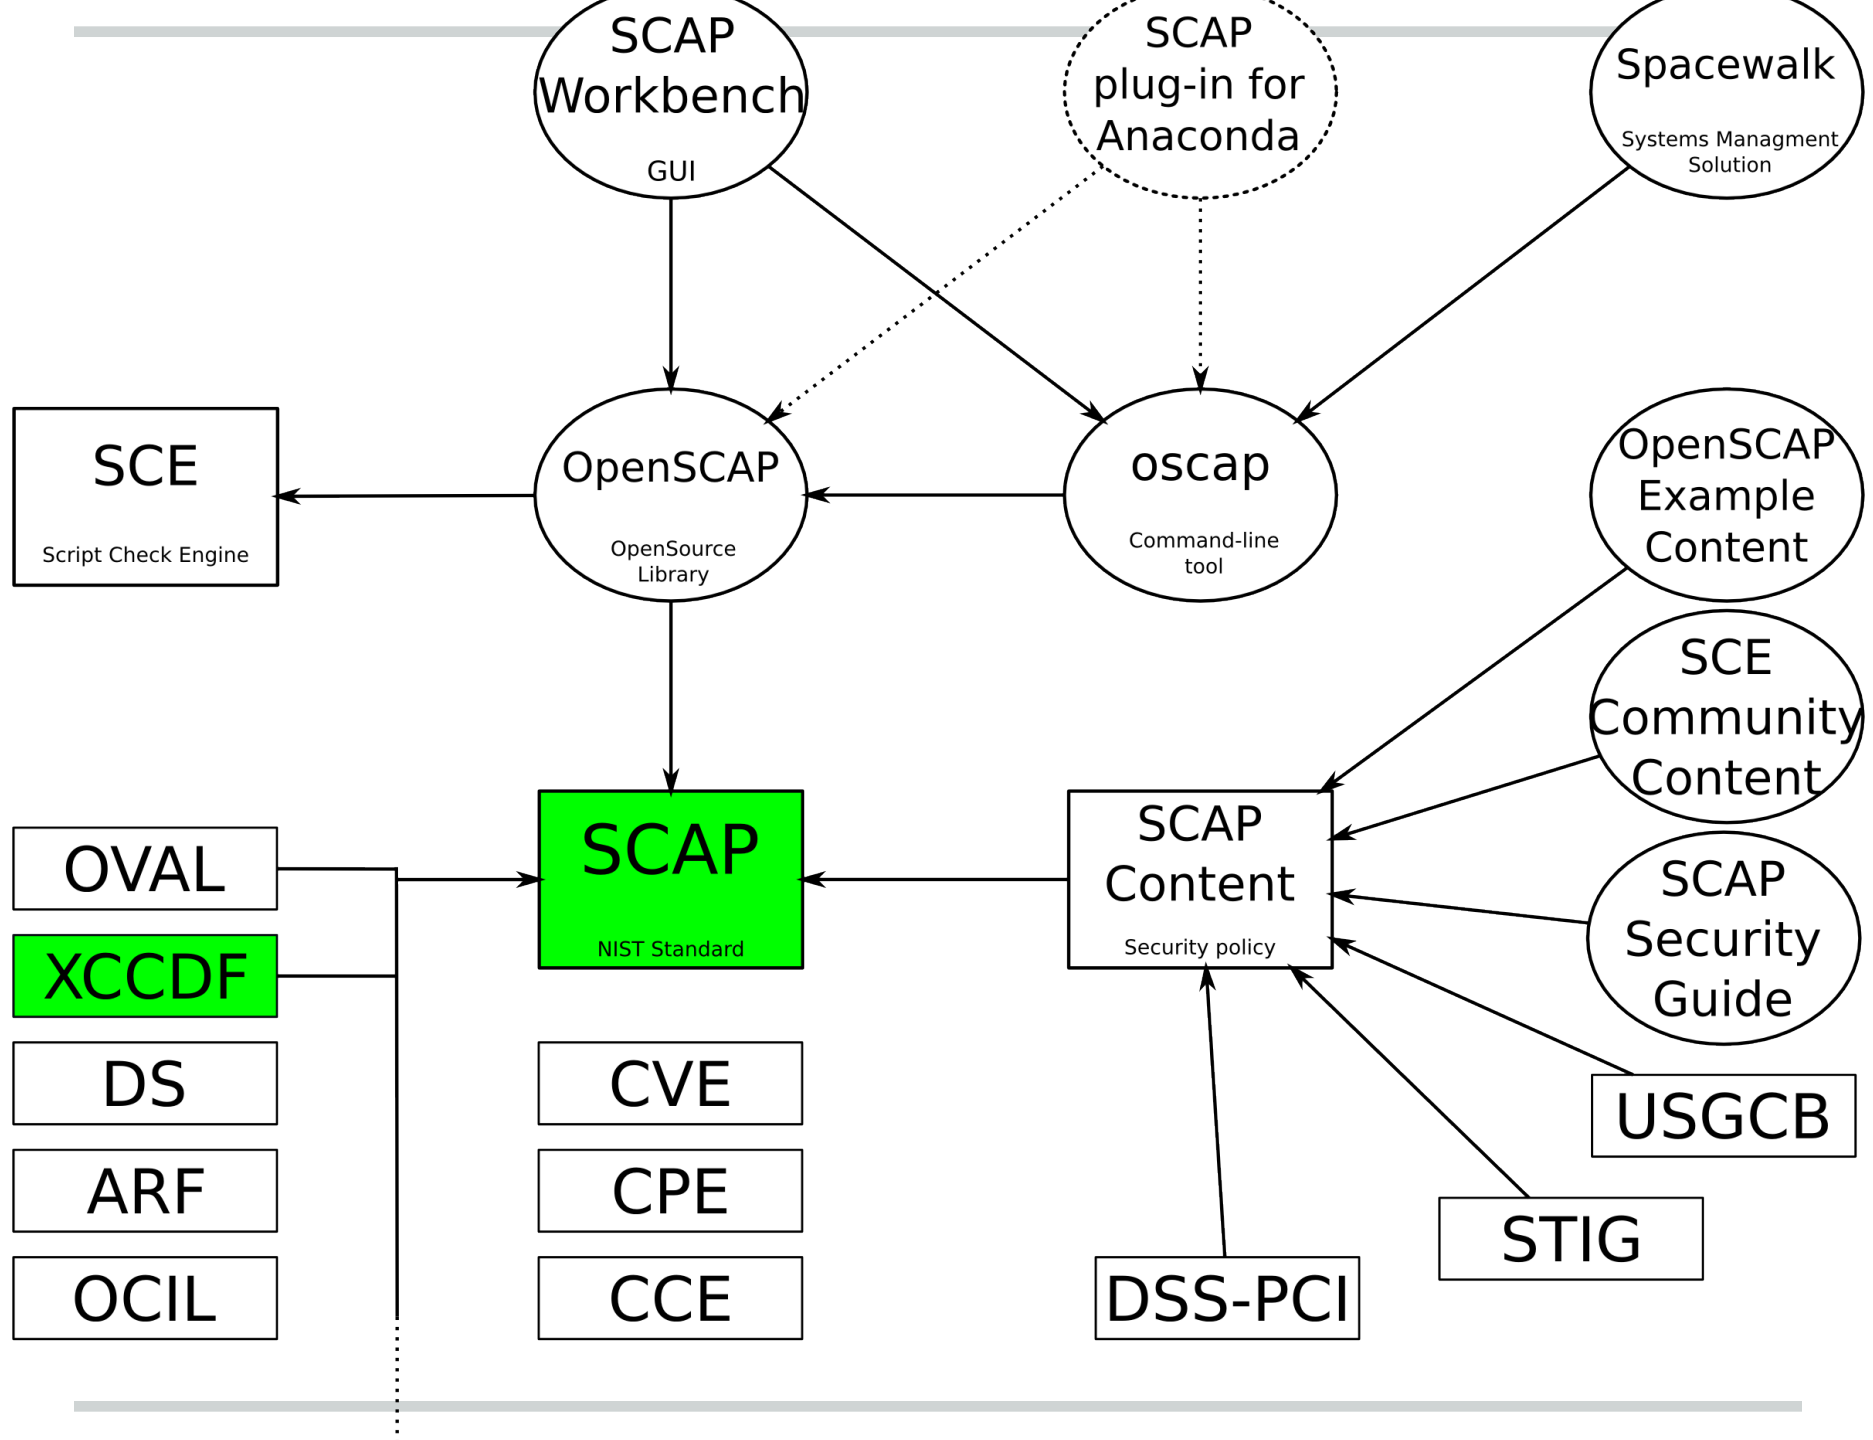 SCAP
Workbench
GUI
SCAP
plug-in for
Anaconda
Spacewalk
Systems Managment
Solution
SCE
Script Check Engine
OpenSCAP
OpenSource
Library
oscap
Command-line
tool
OpenSCAP
Example
Content
SCE
Community
Content
SCAP
Security
Guide
OVAL
XCCDF
DS
ARF
OCIL
SCAP
NIST Standard
CVE
CPE
CCE
SCAP
Content
Security policy
USGCB
STIG
DSS-PCI